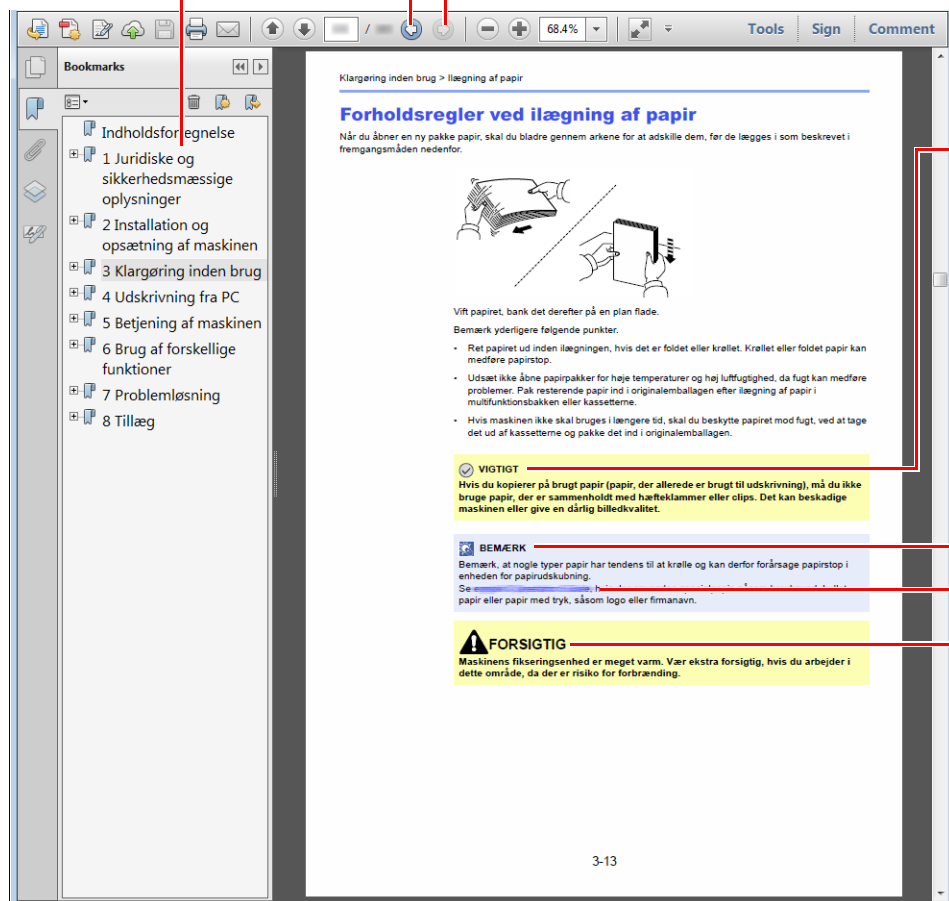 /
68.4%
Tools
Sign
Comment
Bookmarks
Indholdsfortegnelse
1 Juridiske og
sikkerhedsmæssige
oplysninger
2 Installation og
opsætning af maskinen
3 Klargøring inden brug
4 Udskrivning fra PC
5 Betjening af maskinen
6 Brug af forskellige
funktioner
7 Problemløsning
8 Tillæg
Klargøring inden brug > Ilægning af papir
Forholdsregler ved ilægning af papir
Når du åbner en ny pakke papir, skal du bladre gennem arkene for at adskille dem, før de lægges i som beskrevet i
fremgangsmåden nedenfor.
Vift papiret, bank det derefter på en plan flade.
Bemærk yderligere følgende punkter.
• Ret papiret ud inden ilægningen, hvis det er foldet eller krøllet. Krøllet eller foldet papir kan
medføre papirstop.
• Udsæt ikke åbne papirpakker for høje temperaturer og høj luftfugtighed, da fugt kan medføre
problemer. Pak resterende papir ind i originalemballagen efter ilægning af papir i
multifunktionsbakken eller kassetterne.
• Hvis maskinen ikke skal bruges i længere tid, skal du beskytte papiret mod fugt, ved at tage
det ud af kassetterne og pakke det ind i originalemballagen.
VIGTIGT
Hvis du kopierer på brugt papir (papir, der allerede er brugt til udskrivning), må du ikke
bruge papir, der er sammenholdt med hæfteklammer eller clips. Det kan beskadige
maskinen eller give en dårlig billedkvalitet.
BEMÆRK
Bemærk, at nogle typer papir har tendens til at krølle og kan derfor forårsage papirstop i
enheden for papirudskubning.
Se
papir eller papir med tryk, såsom logo eller firmanavn.
FORSIGTIG
Maskinens fikseringsenhed er meget varm. Vær ekstra forsigtig, hvis du arbejder i
dette område, da der er risiko for forbrænding.
3-13